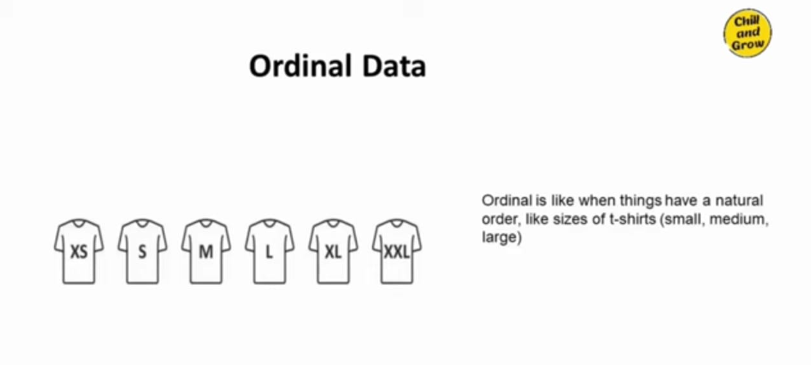 Chill
and
Grow
Ordinal Data
XS S M L XL XXL
Ordinal is like when things have a natural
order, like sizes of t-shirts (small, medium,
large)